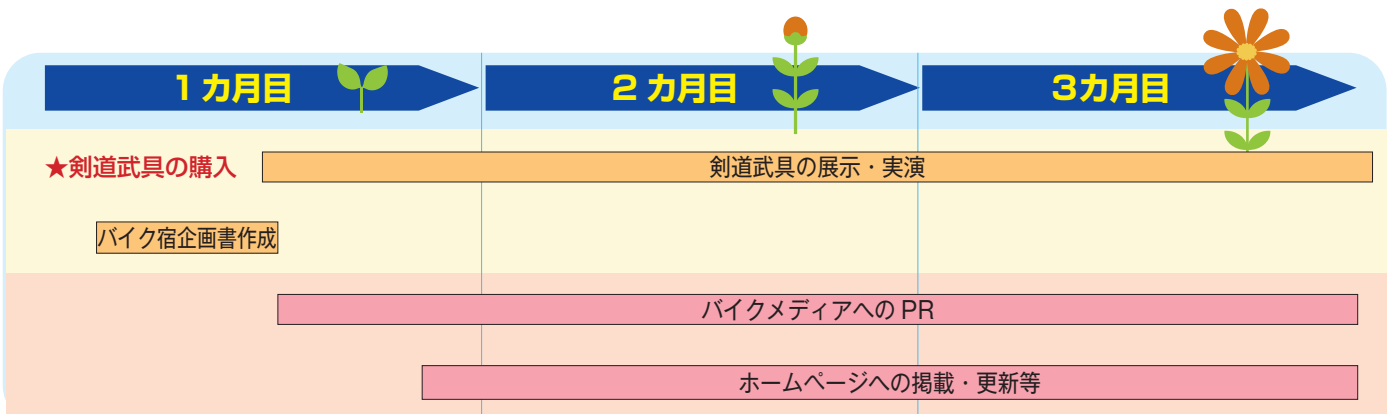 1 カ月目
2 カ月目
3カ月目
★剣道武具の購入
剣道武具の展示・実演
バイク宿企画書作成
バイクメディアへの PR
ホームページへの掲載・更新等